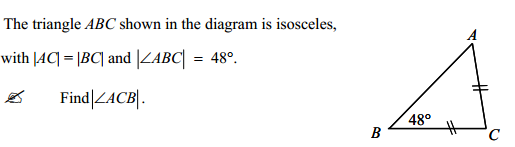 The triangle ABC shown in the diagram is isosceles,
with |AC| = |BC| and |∠ABC| = 48°.
Find |∠ACB|.
A
48°
B
C